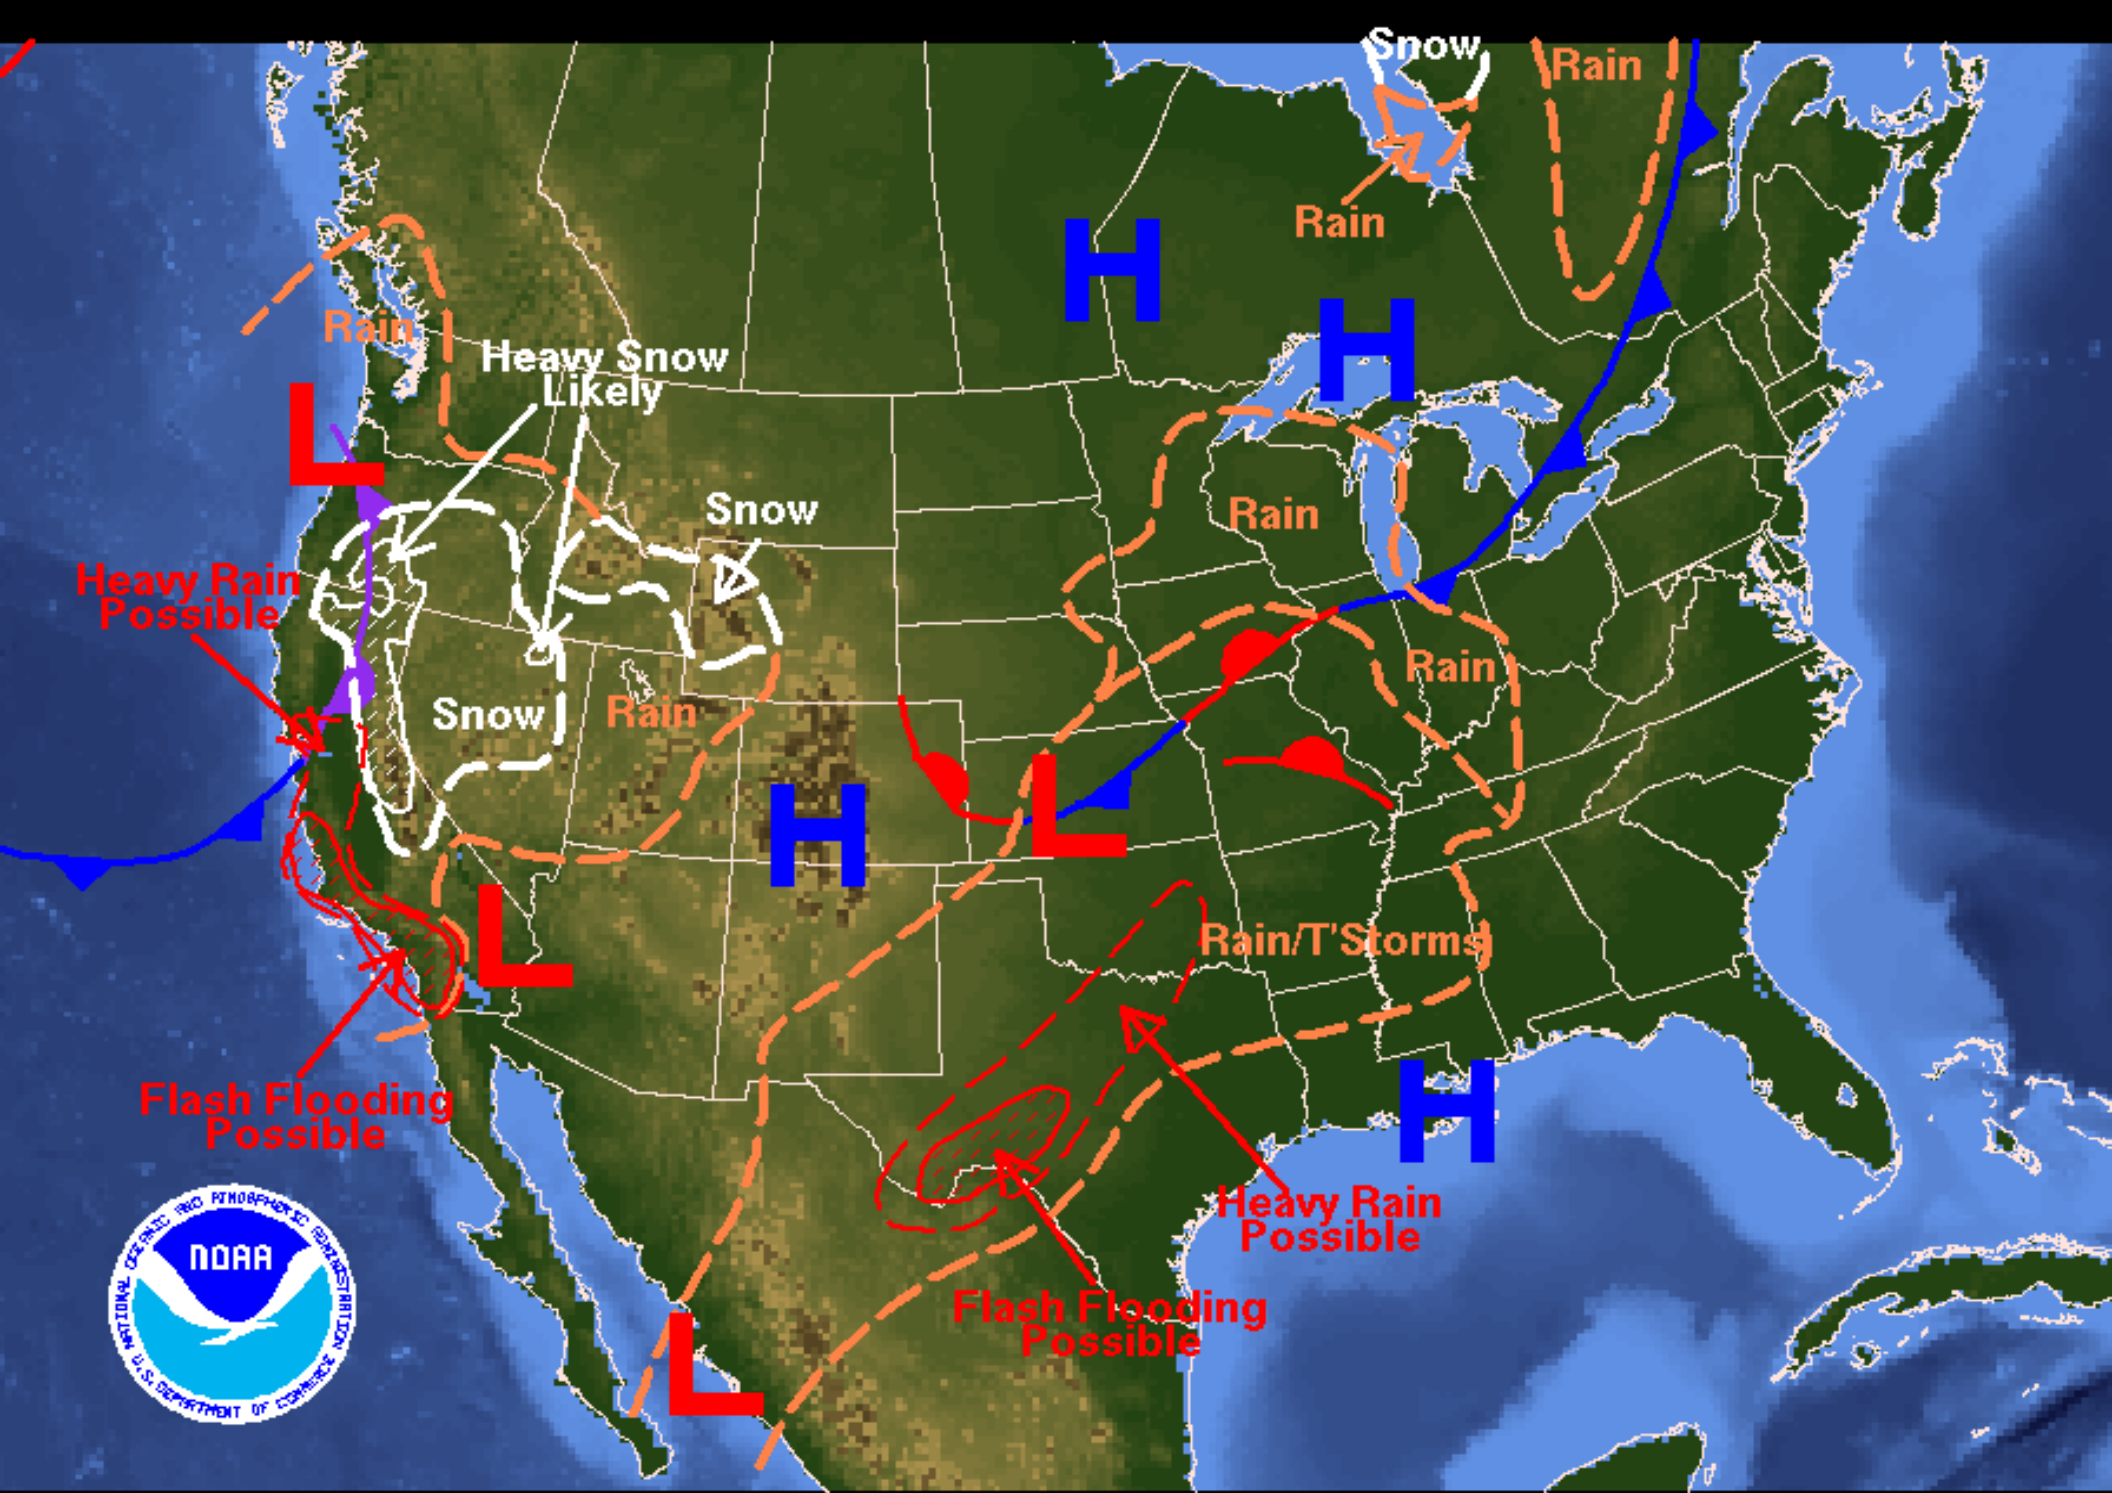 Snow
Rain
Rain
H
H
Rain
Heavy Snow
Likely
L
Snow
Rain
Heavy Rain
Possible
Rain
Snow
Rain
H
L
L
Rain/T'Storms
Flash Flooding
Possible
H
Heavy Rain
Possible
Flash Flooding
Possible
L
NATIONAL OCEANIC AND ATMOSPHERIC ADMINISTRATION
NOAA
U.S. DEPARTMENT OF COMMERCE